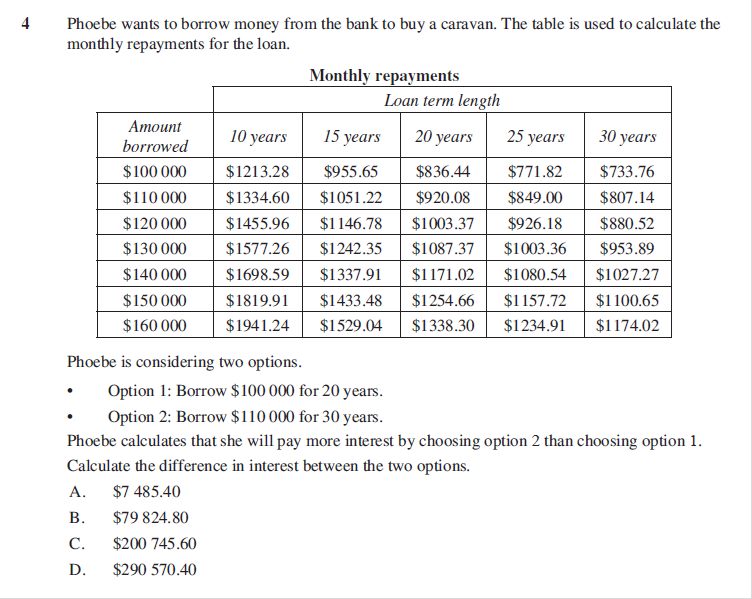 4 Phoebe wants to borrow money from the bank to buy a caravan. The table is used to calculate the
monthly repayments for the loan.
Monthly repayments
Loan term length
Amount borrowed 10 years 15 years 20 years 25 years 30 years
$100 000 $1213.28 $955.65 $836.44 $771.82 $733.76
$110 000 $1334.60 $1051.22 $920.08 $849.00 $807.14
$120 000 $1455.96 $1146.78 $1003.37 $926.18 $880.52
$130 000 $1577.26 $1242.35 $1087.37 $1003.36 $953.89
$140 000 $1698.59 $1337.91 $1171.02 $1080.54 $1027.27
$150 000 $1819.91 $1433.48 $1254.66 $1157.72 $1100.65
$160 000 $1941.24 $1529.04 $1338.30 $1234.91 $1174.02
Phoebe is considering two options.
• Option 1: Borrow $100 000 for 20 years.
• Option 2: Borrow $110 000 for 30 years.
Phoebe calculates that she will pay more interest by choosing option 2 than choosing option 1.
Calculate the difference in interest between the two options.
A. $7 485.40
B. $79 824.80
C. $200 745.60
D. $290 570.40